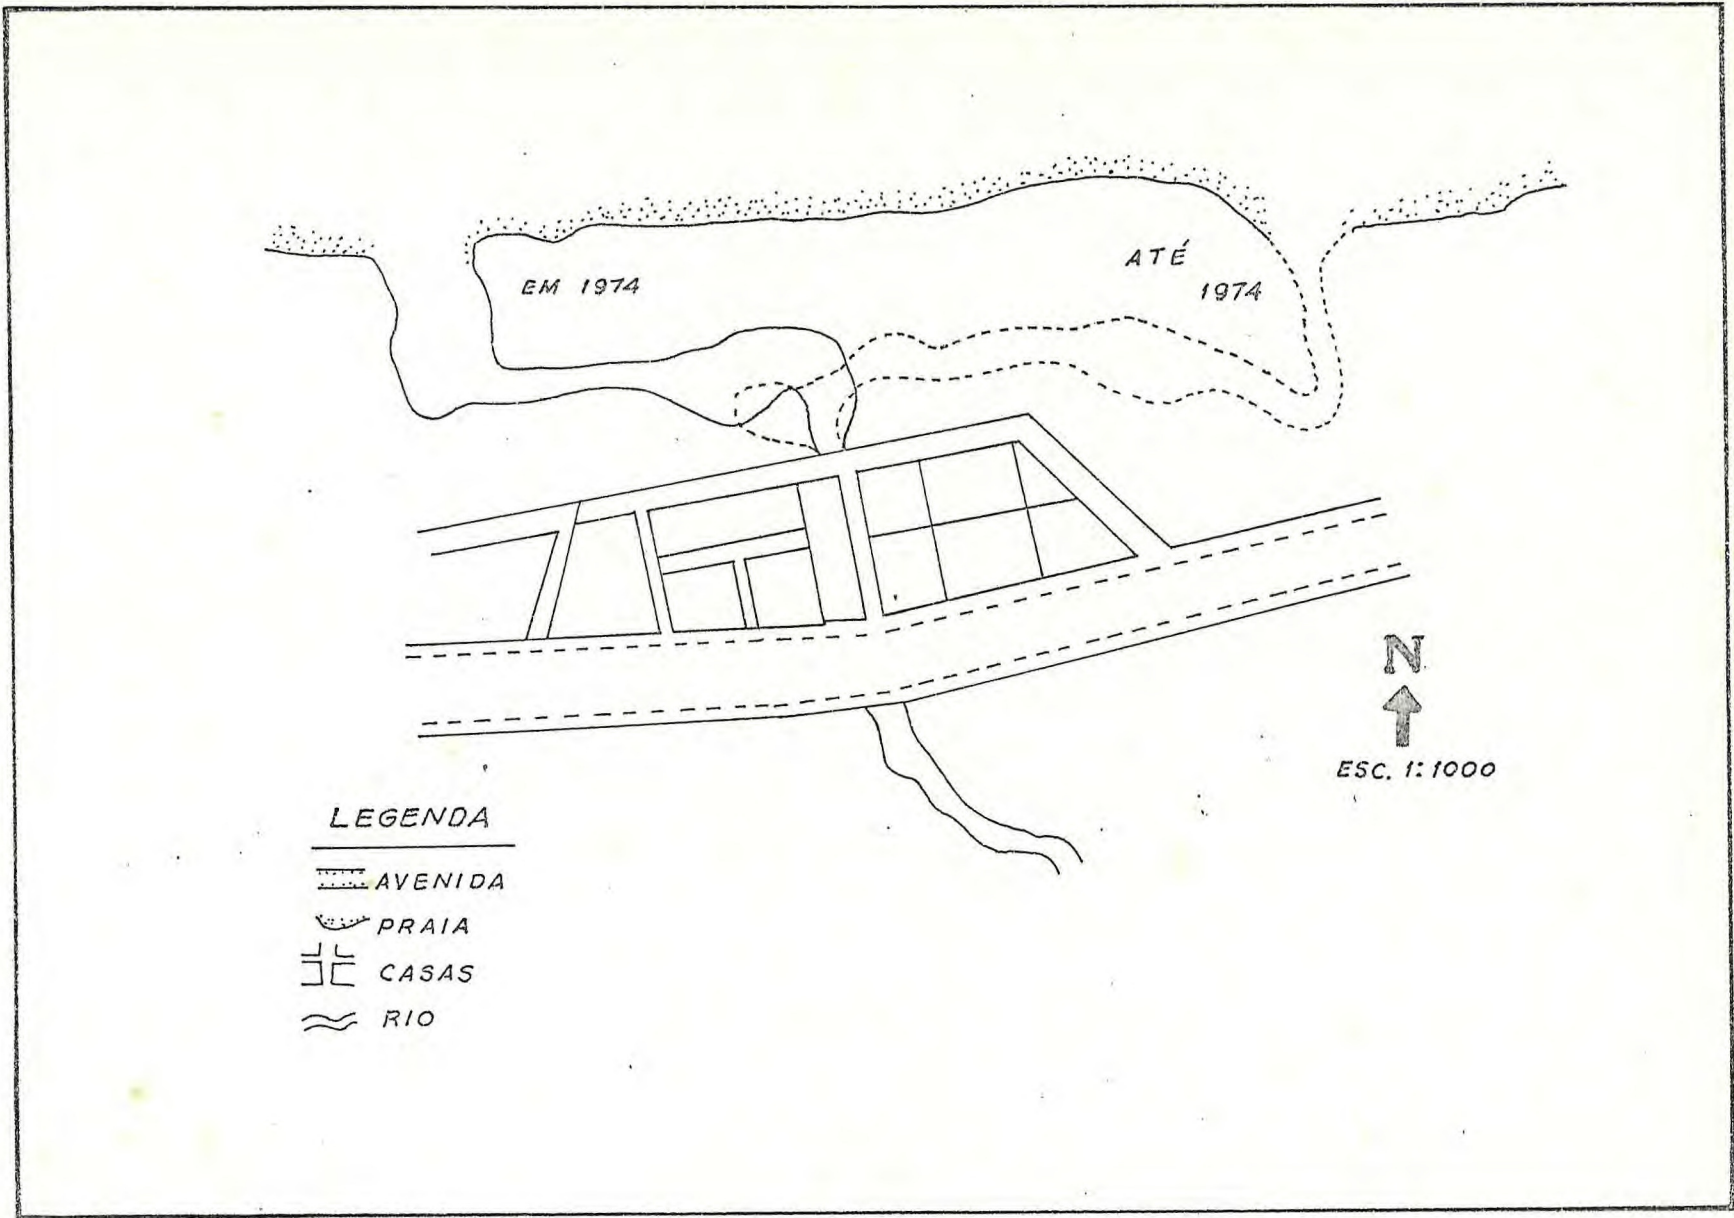 EM 1974
ATÉ
1974
N
ESC. 1:1000
LEGENDA
AVENIDA
PRAIA
CASAS
RIO